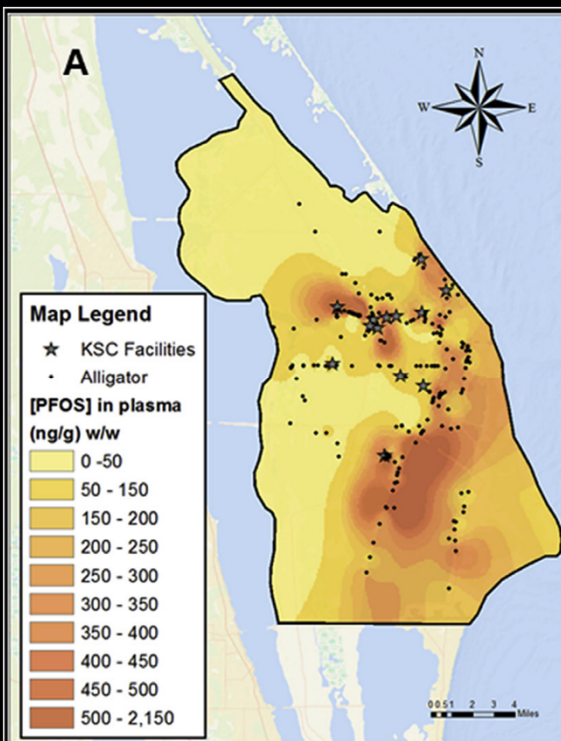 A
N
W E
S
Map Legend
KSC Facilities
Alligator
[PFOS] in plasma
(ng/g) w/w
0 -50
50 - 150
150 - 200
200 - 250
250 - 300
300 - 350
350 - 400
400 - 450
450 - 500
500 - 2,150
0 0.5 1 2 3 4
Miles